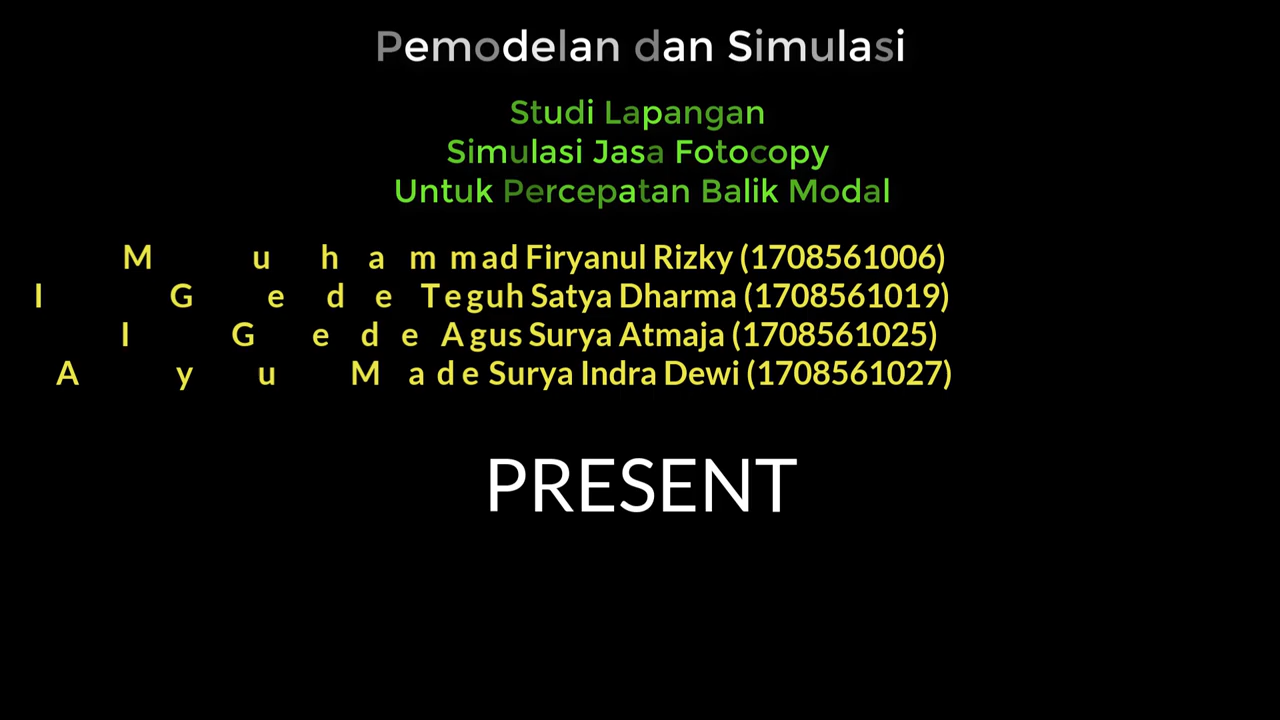 Pemodelan dan Simulasi
Studi Lapangan
Simulasi Jasa Fotocopy
Untuk Percepatan Balik Modal
Muhammad Firyanul Rizky (1708561006)
I Gede Teguh Satya Dharma (1708561019)
I Gede Agus Surya Atmaja (1708561025)
Ayu Made Surya Indra Dewi (1708561027)
PRESENT